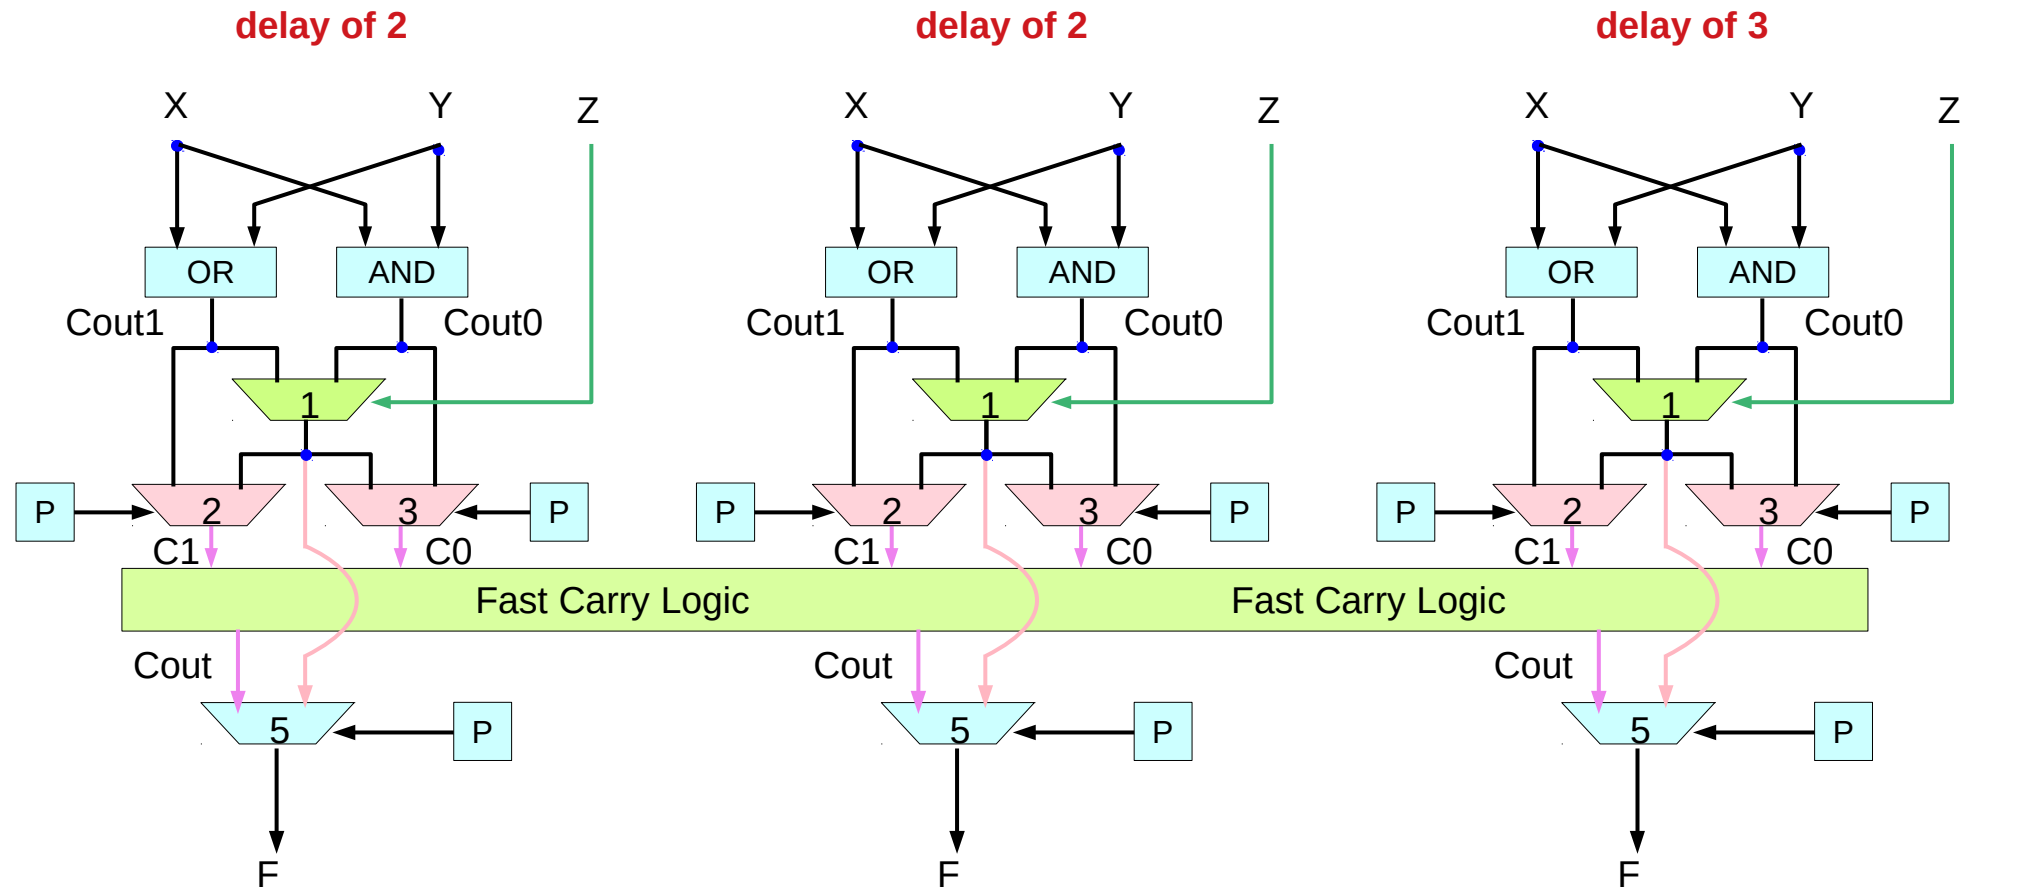 delay of 2 delay of 2 delay of 3
X Y Z X Y Z X Y Z
OR AND OR AND OR AND
Cout1 Cout0 Cout1 Cout0 Cout1 Cout0
1 1 1
P 2 3 P P 2 3 P P 2 3 P
C1 C0 C1 C0 C1 C0
Fast Carry Logic Fast Carry Logic
Cout Cout Cout
5 P 5 P 5 P
F F F